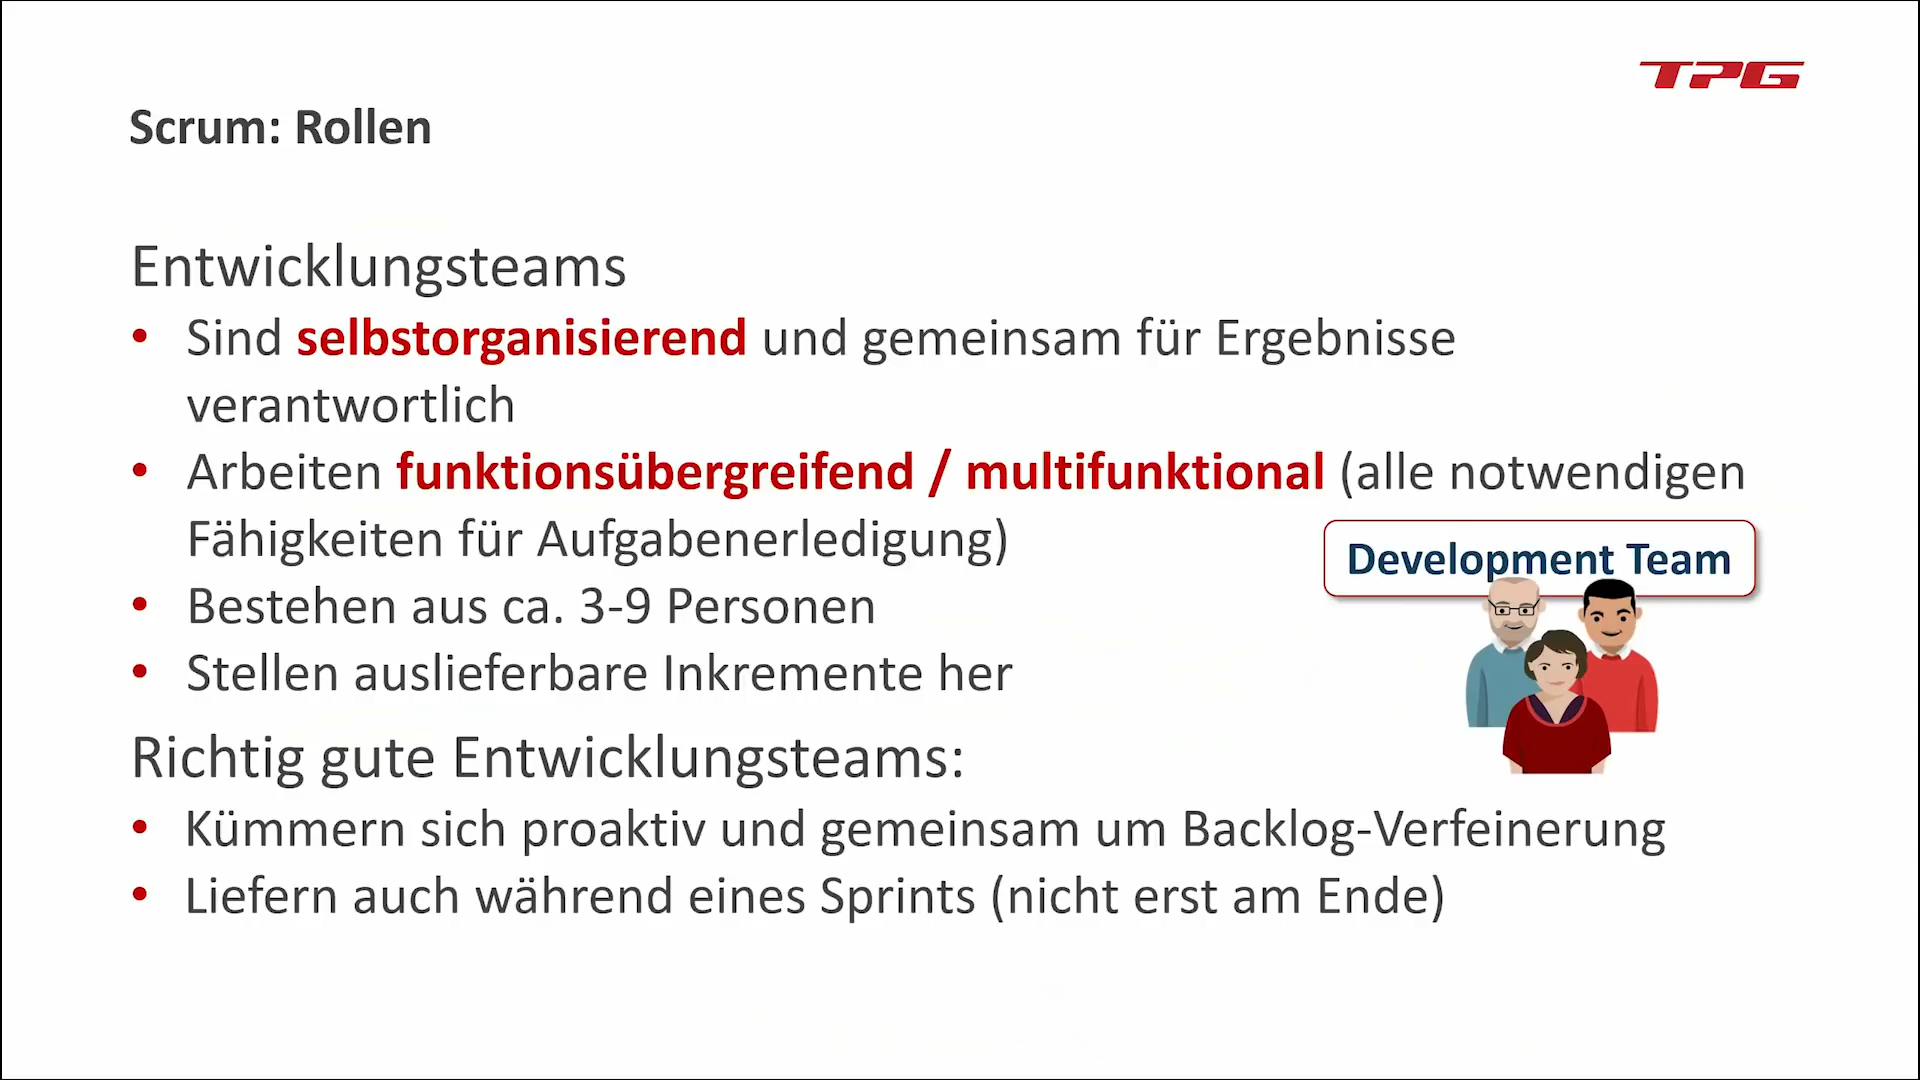 TPG
Scrum: Rollen
Entwicklungsteams
• Sind selbstorganisierend und gemeinsam für Ergebnisse
verantwortlich
• Arbeiten funktionsübergreifend / multifunktional (alle notwendigen
Fähigkeiten für Aufgabenerledigung)
Development Team
• Bestehen aus ca. 3-9 Personen
• Stellen auslieferbare Inkremente her
Richtig gute Entwicklungsteams:
• Kümmern sich proaktiv und gemeinsam um Backlog-Verfeinerung
• Liefern auch während eines Sprints (nicht erst am Ende)